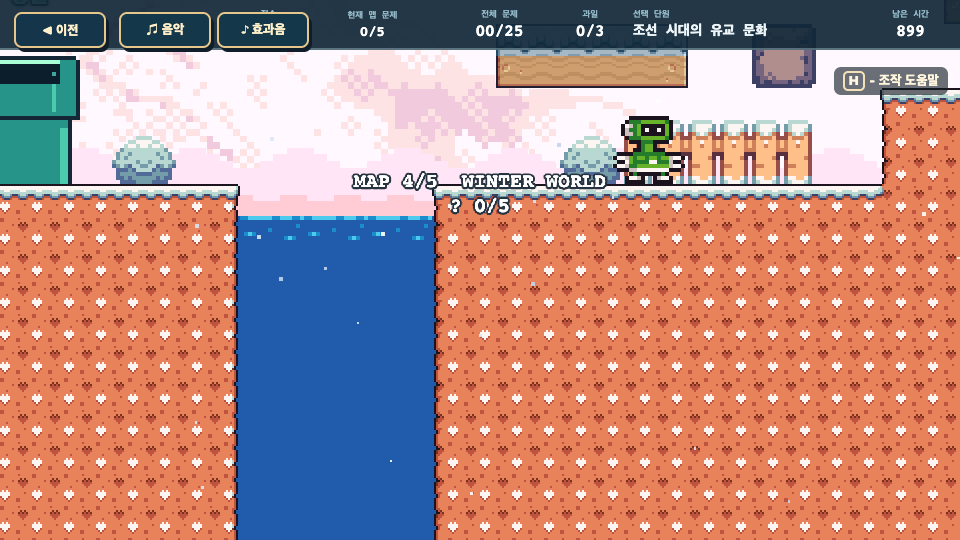 ◀ 이전
♫ 음악
♪ 효과음
현재 맵 문제
0/5
전체 문제
00/25
과일
0/3
선택 단원
조선 시대의 유교 문화
남은 시간
899
H - 조작 도움말
MAP 4/5 WINTER WORLD
? 0/5